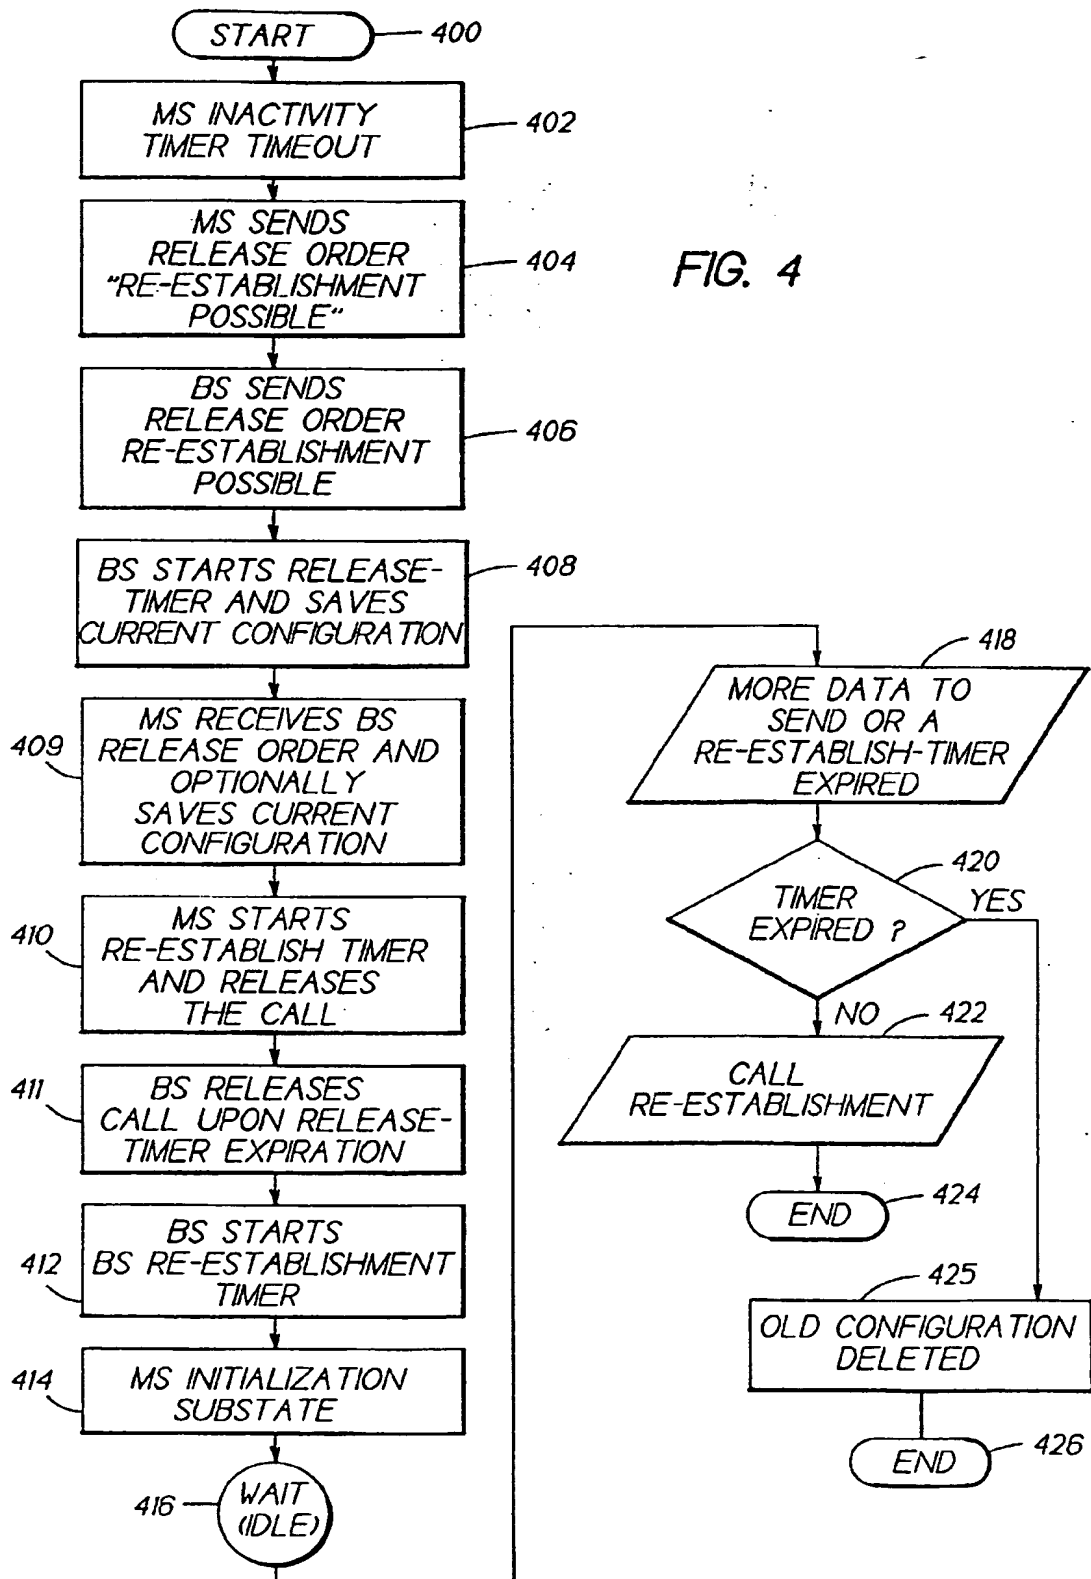 START
400
MS INACTIVITY
TIMER TIMEOUT
402
MS SENDS
RELEASE ORDER
"RE-ESTABLISHMENT
POSSIBLE"
404
FIG. 4
BS SENDS
RELEASE ORDER
RE-ESTABLISHMENT
POSSIBLE
406
BS STARTS RELEASE-
TIMER AND SAVES
CURRENT CONFIGURATION
408
409
MS RECEIVES BS
RELEASE ORDER AND
OPTIONALLY
SAVES CURRENT
CONFIGURATION
410
MS STARTS
RE-ESTABLISH TIMER
AND RELEASES
THE CALL
411
BS RELEASES
CALL UPON RELEASE-
TIMER EXPIRATION
412
BS STARTS
BS RE-ESTABLISHMENT
TIMER
414
MS INITIALIZATION
SUBSTATE
416
WAIT
(IDLE)
418
MORE DATA TO
SEND OR A
RE-ESTABLISH-TIMER
EXPIRED
420
TIMER
EXPIRED ?
YES
NO
422
CALL
RE-ESTABLISHMENT
END
424
425
OLD CONFIGURATION
DELETED
END
426